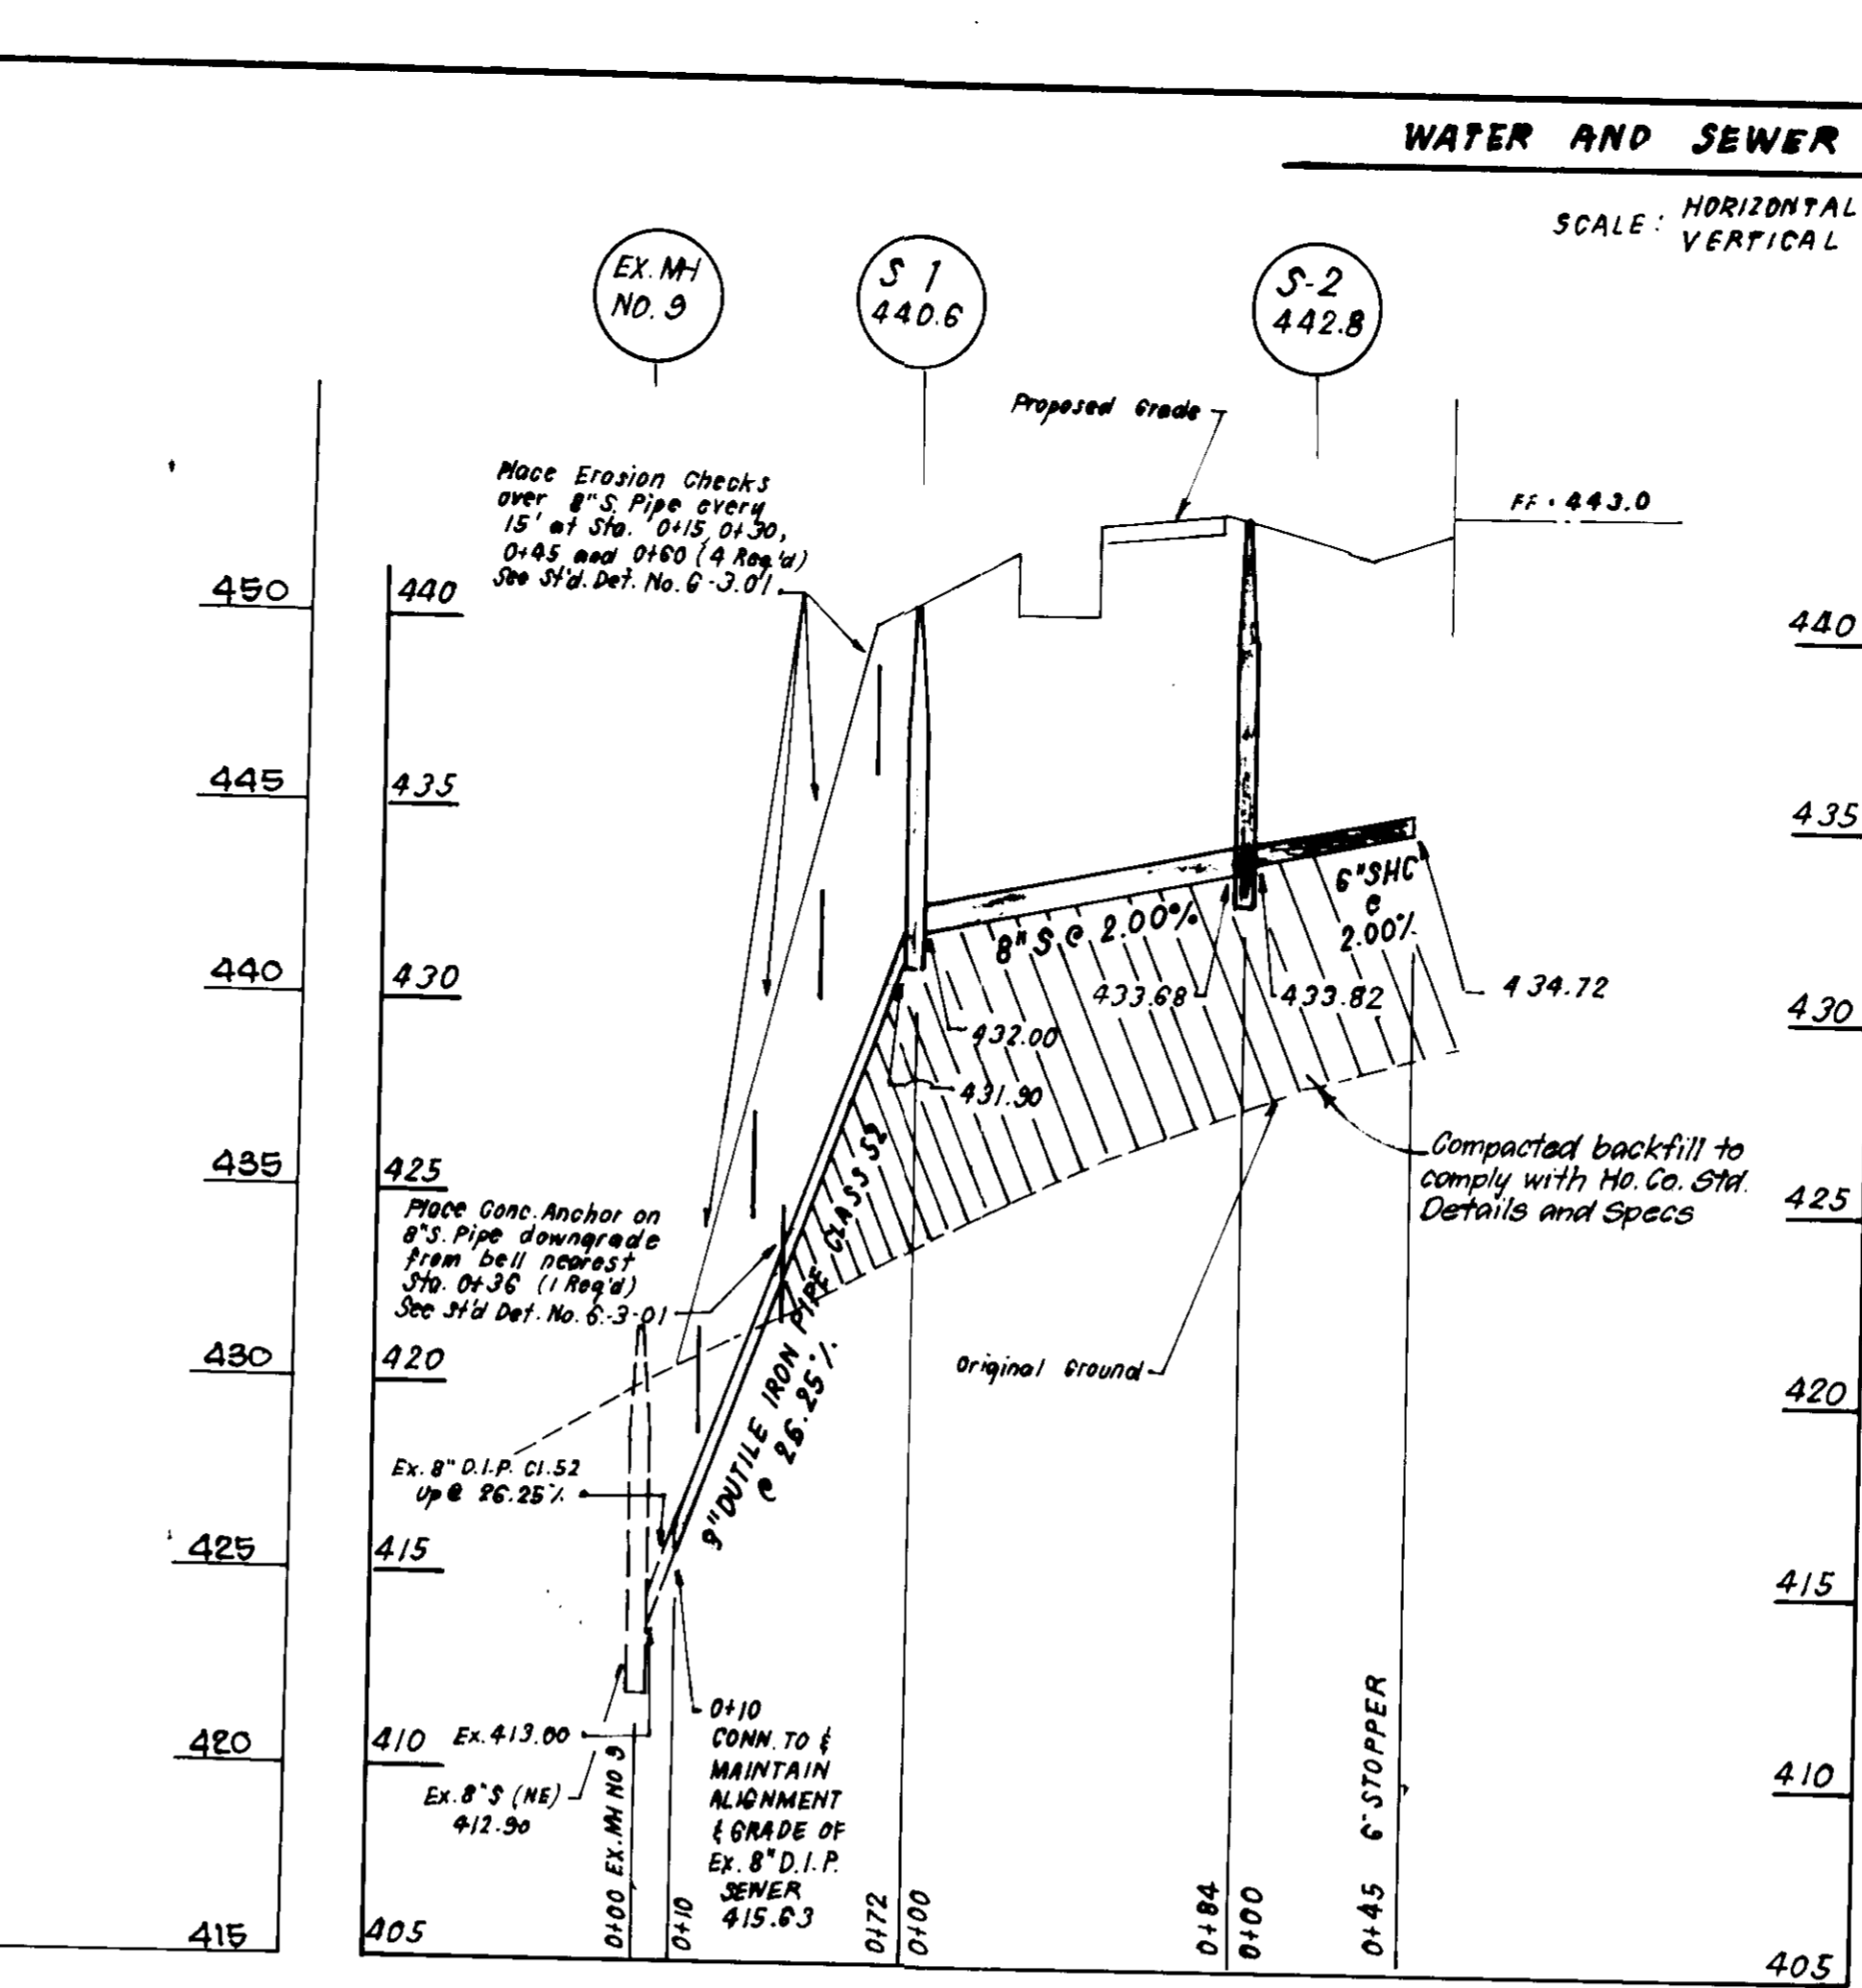 WATER AND SEWER
SCALE: HORIZONTAL
VERTICAL
EX. MH
NO. 9
S 1
440.6
S-2
442.8
Proposed Grade
FF. 443.0
Place Erosion Checks
over 8" S. Pipe every
15' at Sta. 0+15, 0+30,
0+45 and 0+60 (4 Req'd)
See St'd. Det. No. G-3.01.
450
445
440
435
430
425
420
415
440
435
430
425
420
415
410
405
440
435
430
425
420
415
410
405
8" S @ 2.00%
6" SHC
@
2.00%
433.68
433.82
434.72
432.00
431.90
Compacted backfill to
comply with Ho. Co. Std.
Details and Specs
Place Conc. Anchor on
8" S. Pipe downgrade
from bell nearest
Sta. 0+36 (1 Req'd)
See St'd Det. No. G-3-01
8" DUTILE IRON PIPE CLASS 52
@ 26.25%
Original Ground
Ex. 8" D.I.P. Cl. 52
Up @ 26.25%
Ex. 413.00
Ex. 8" S (NE)
412.90
0+10
CONN. TO &
MAINTAIN
ALIGNMENT
& GRADE OF
Ex. 8" D.I.P.
SEWER
415.63
0+00 EX. MH NO 9
0+10
0+72
0+00
0+84
0+00
0+45 6" STOPPER